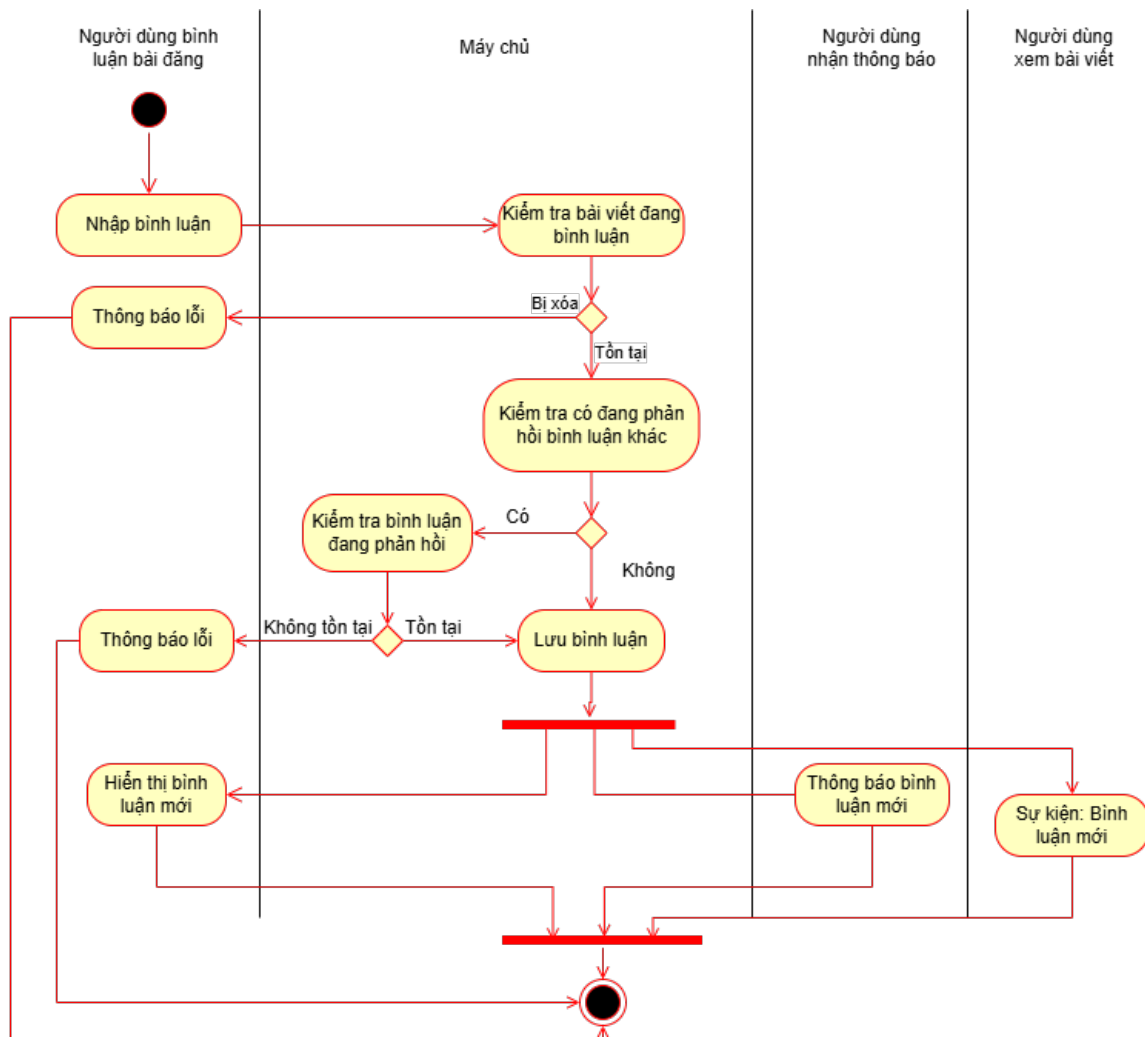 Người dùng bình
luận bài đăng
Máy chủ
Người dùng
nhận thông báo
Người dùng
xem bài viết
Nhập bình luận
Kiểm tra bài viết đang
bình luận
Bị xóa
Thông báo lỗi
Tồn tại
Kiểm tra có đang phản
hồi bình luận khác
Kiểm tra bình luận
đang phản hồi
Có
Không
Thông báo lỗi
Không tồn tại
Tồn tại
Lưu bình luận
Hiển thị bình
luận mới
Thông báo bình
luận mới
Sự kiện: Bình
luận mới